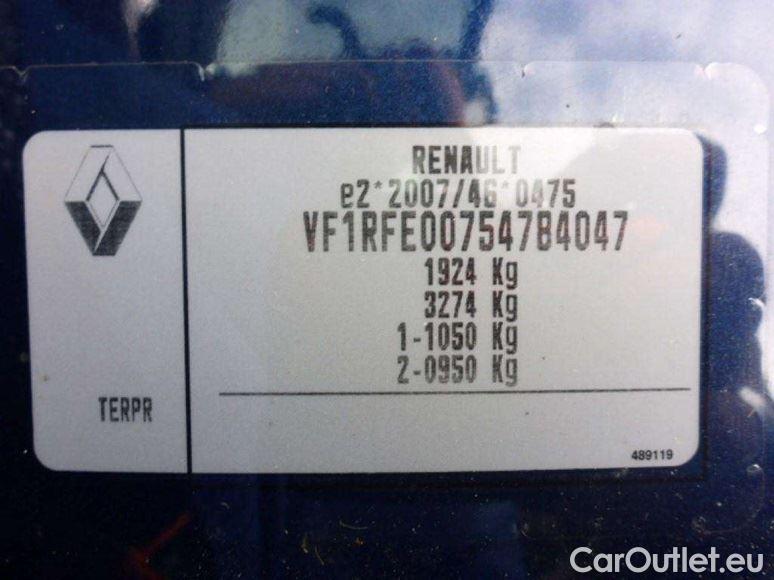 RENAULT
e2*2007/46*0475
VF1RFE00754784047
1924 Kg
3274 Kg
1-1050 Kg
2-0950 Kg
TERPR
489119
CarOutlet.eu